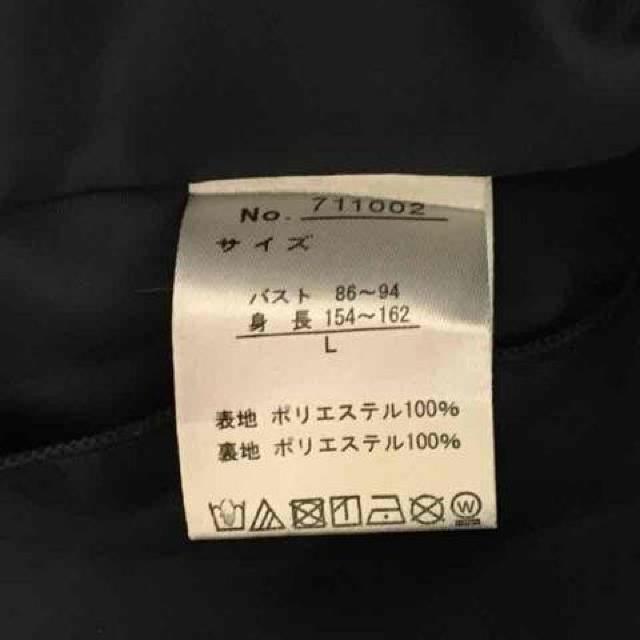 No. 711002
サイズ
バスト 86～94
身長 154～162
L
表地 ポリエステル100%
裏地 ポリエステル100%
W